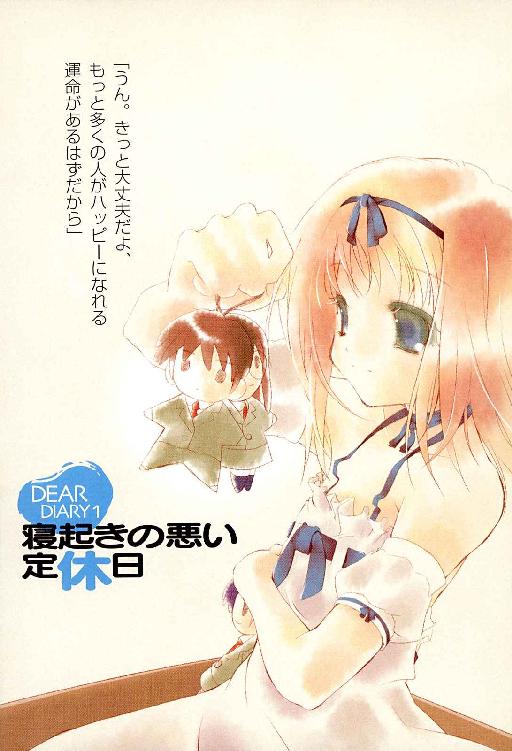 「うん。きっと大丈夫だよ、
もっと多くの人がハッピーになれる
運命があるはずだから」
DEAR
DIARY 1
寝起きの悪い
定休日